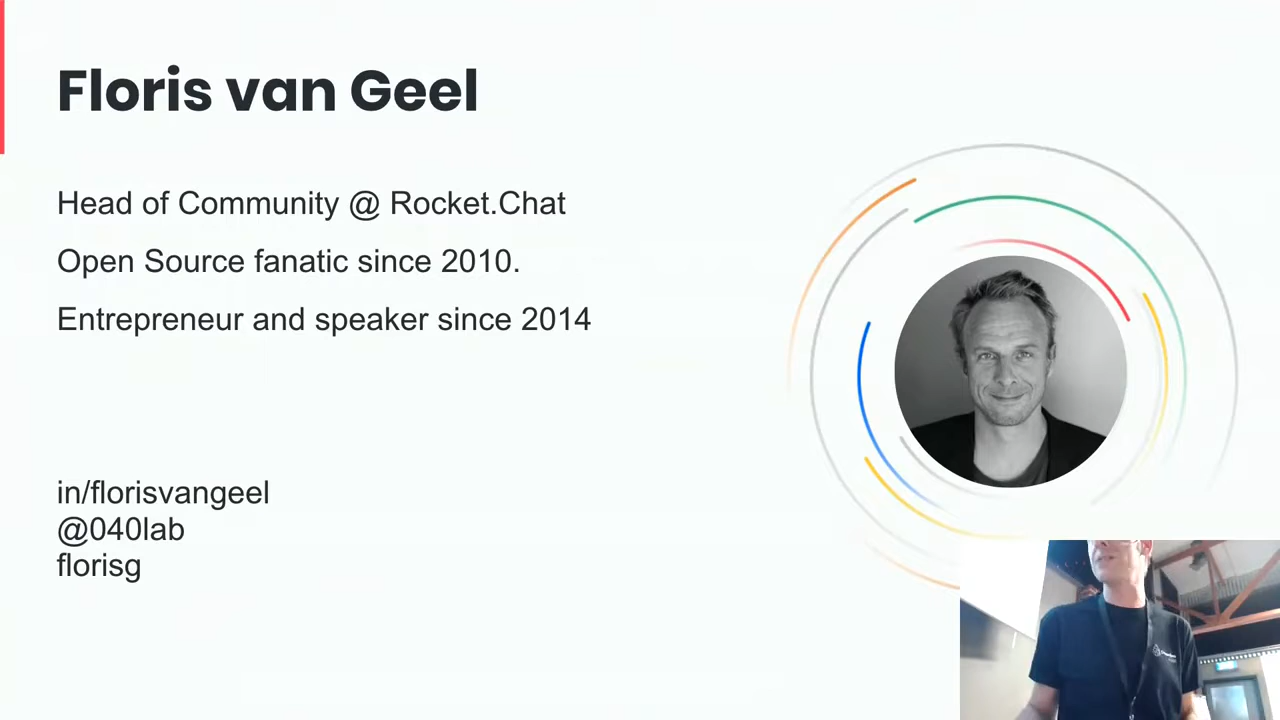 Floris van Geel
Head of Community @ Rocket.Chat
Open Source fanatic since 2010.
Entrepreneur and speaker since 2014
in/florisvangeel
@040lab
florisg